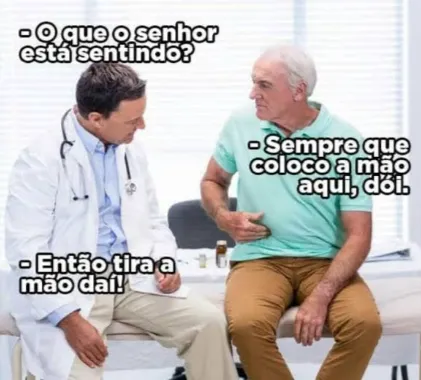 - O que o senhor
está sentindo?
- Sempre que
coloco a mão
aqui, dói.
- Então tira a
mão daí!